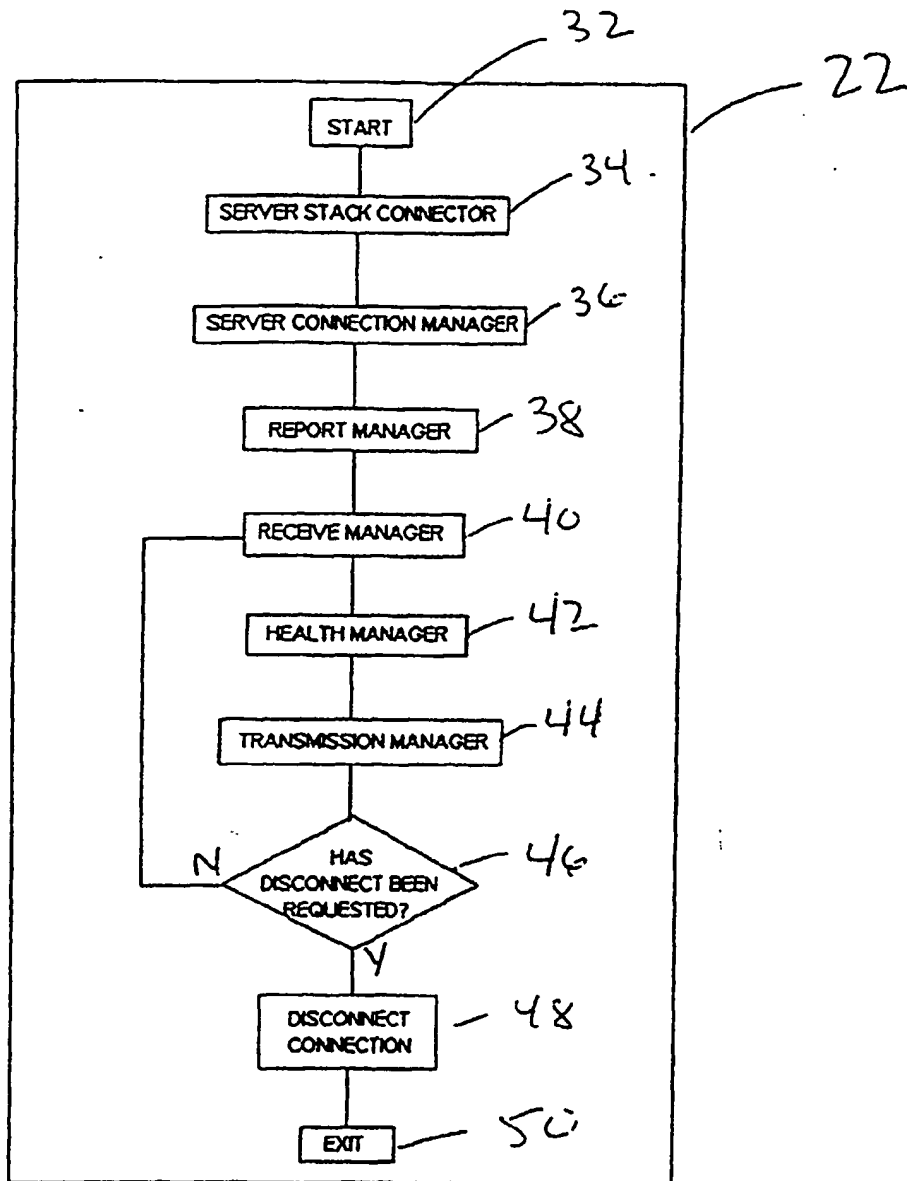 32
22
START
34
SERVER STACK CONNECTOR
36
SERVER CONNECTION MANAGER
38
REPORT MANAGER
40
RECEIVE MANAGER
42
HEALTH MANAGER
44
TRANSMISSION MANAGER
N
HAS
DISCONNECT BEEN
REQUESTED?
46
Y
DISCONNECT
CONNECTION
48
EXIT
50